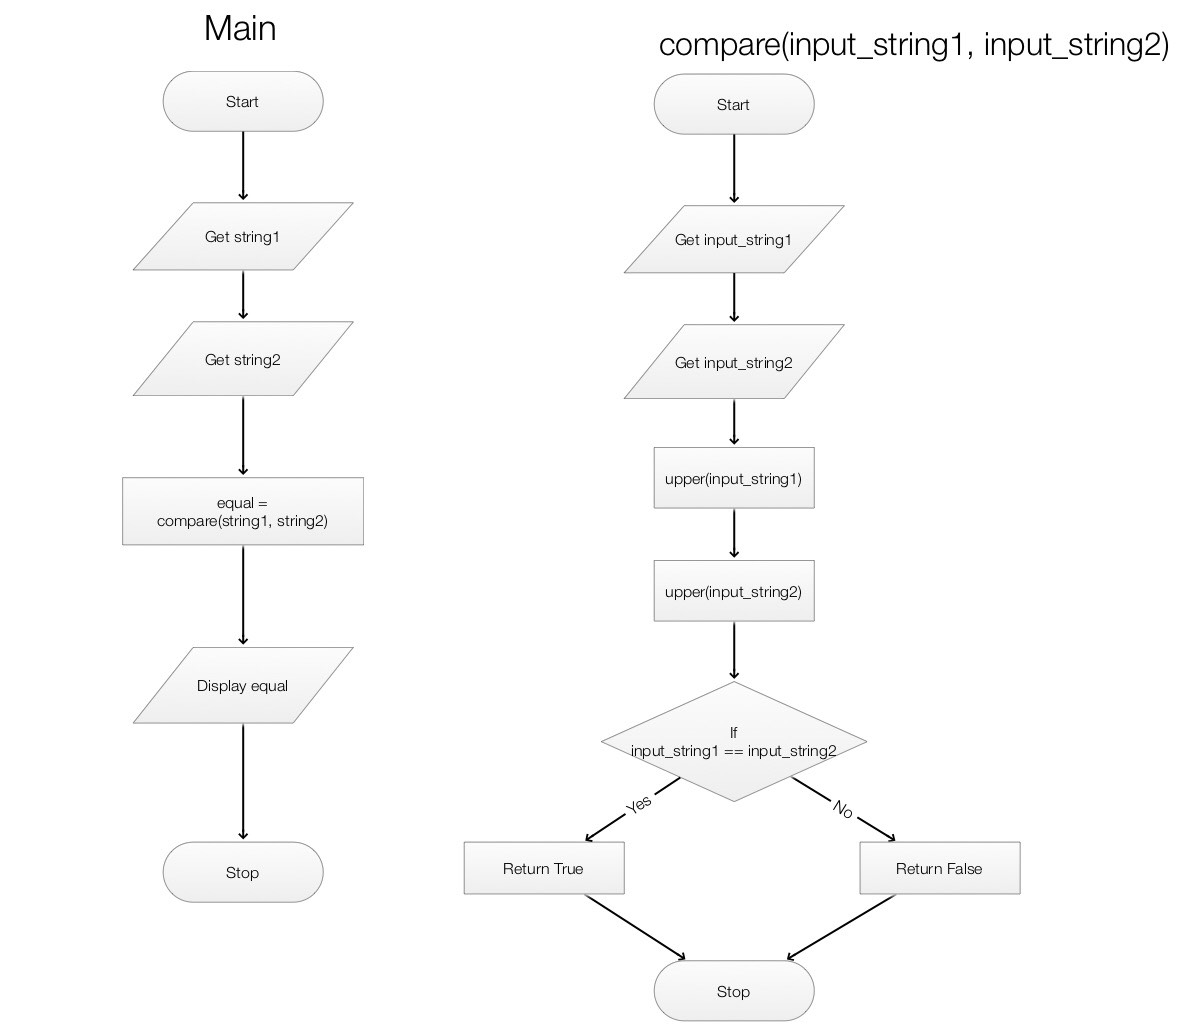 Main
Start
Get string1
Get string2
equal =
compare(string1, string2)
Display equal
Stop
compare(input_string1, input_string2)
Start
Get input_string1
Get input_string2
upper(input_string1)
upper(input_string2)
If
input_string1 == input_string2
Yes
No
Return True
Return False
Stop